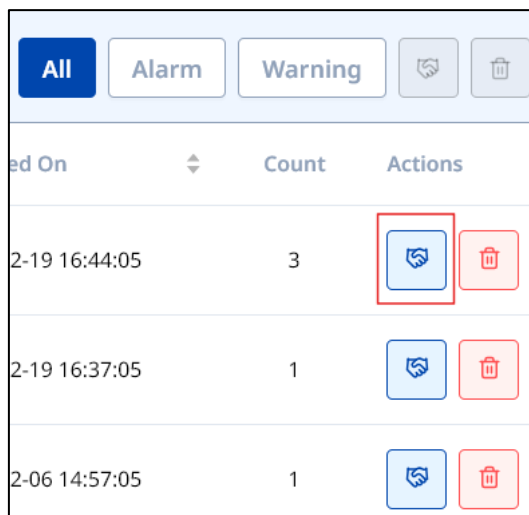 All Alarm Warning
ed On Count Actions
2-19 16:44:05 3
2-19 16:37:05 1
2-06 14:57:05 1